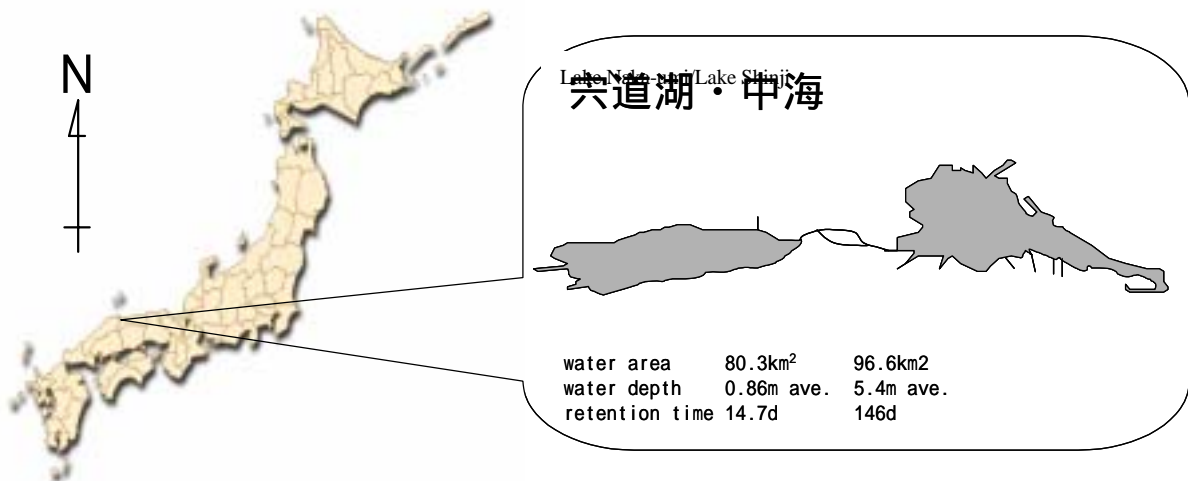 N
Lake Naka-umi/Lake Shinji
宍道湖・中海
water area 80.3km² 96.6km2
water depth 0.86m ave. 5.4m ave.
retention time 14.7d 146d